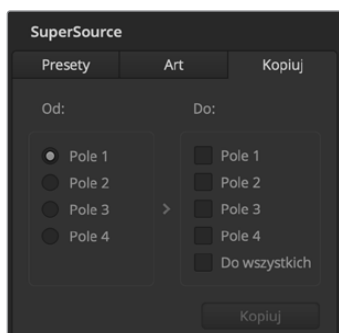 SuperSource
Presety Art Kopiuj
Od: Do:
Pole 1 Pole 1
Pole 2 Pole 2
Pole 3 > Pole 3
Pole 4 Pole 4
Do wszystkich
Kopiuj